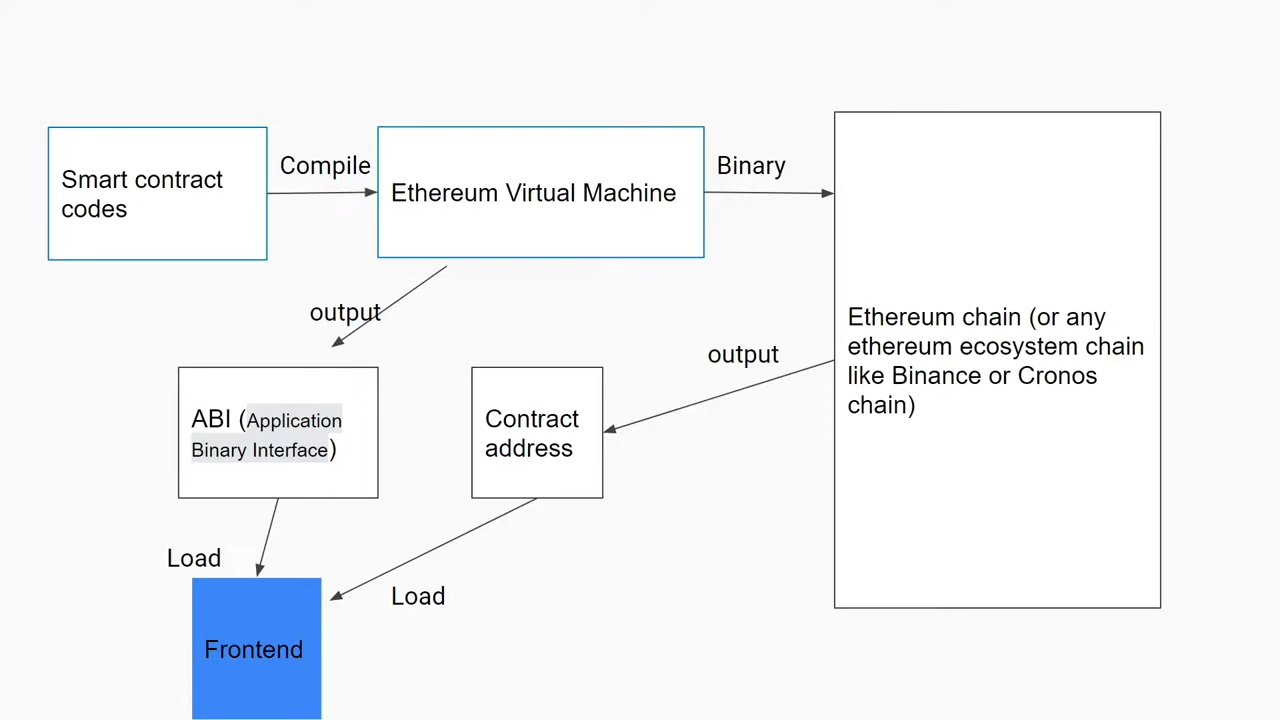 Smart contract
codes
Compile
Ethereum Virtual Machine
Binary
Ethereum chain (or any
ethereum ecosystem chain
like Binance or Cronos
chain)
output
output
ABI (Application
Binary Interface)
Contract
address
Load
Load
Frontend